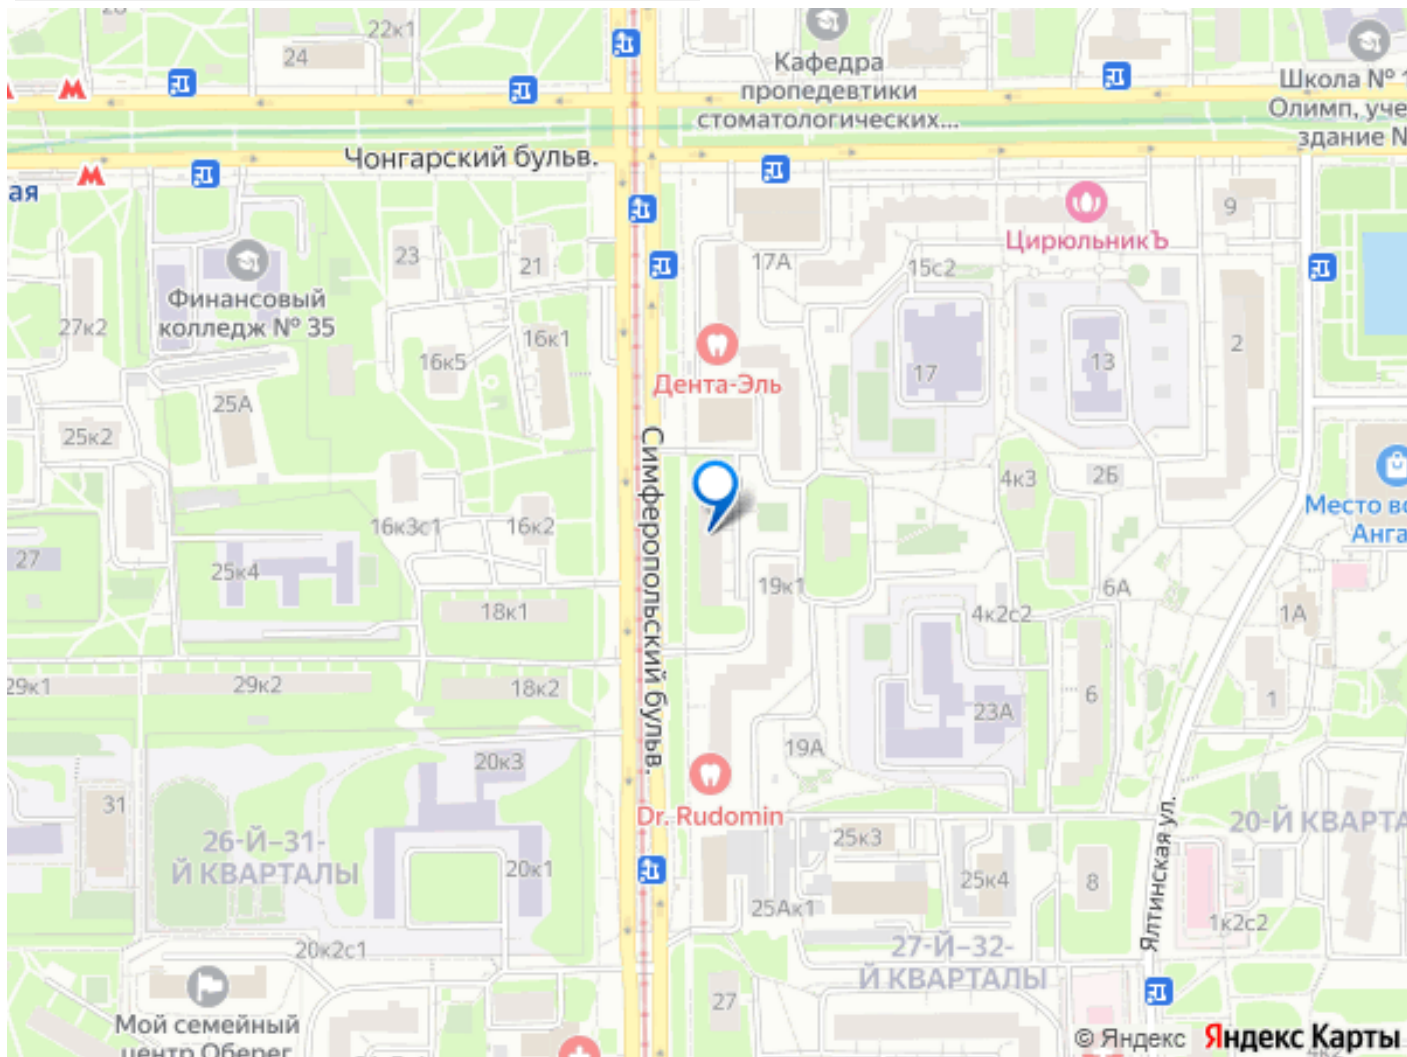 22к1
24
Кафедра
пропедевтики
стоматологических...
Школа № 1
Олимп, уче
здание N
Чонгарский бульв.
ая
9
ЦирюльникЪ
23
21
17А
15с2
Финансовый
колледж № 35
27к2
16к1
16к5
2
13
17
Дента-Эль
25А
25к2
Симферопольский бульв.
4к3
2Б
Место вс
Анга
16к3с1
16к2
27
25к4
19к1
6А
18к1
4к2с2
1А
29к1
29к2
18к2
6
1
23А
19А
20к3
31
Dr. Rudomin
26-Й–31-
Й КВАРТАЛЫ
20-Й КВАРТА
25к3
20к1
25к4
8
Ялтинская ул.
25Ак1
1к2с2
20к2с1
27-Й–32-
Й КВАРТАЛЫ
27
Мой семейный
центр Оберег
© Яндекс Яндекс Карты